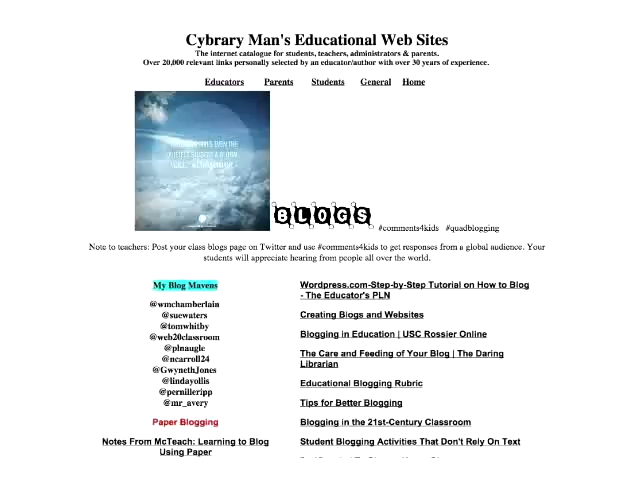 Cybrary Man's Educational Web Sites
The internet catalogue for students, teachers, administrators & parents.
Over 20,000 relevant links personally selected by an educator/author with over 30 years of experience.
Educators Parents Students General Home
BLOGS #comments4kids #quadblogging
Note to teachers: Post your class blogs page on Twitter and use #comments4kids to get responses from a global audience. Your
students will appreciate hearing from people all over the world.
My Blog Mavens
@wmchamberlain
@suewaters
@tomwhitby
@web20classroom
@plnaugle
@ncarroll24
@GwynethJones
@lindayollis
@pernilleripp
@mr_avery
Paper Blogging
Notes From McTeach: Learning to Blog
Using Paper
Wordpress.com-Step-by-Step Tutorial on How to Blog
- The Educator's PLN
Creating Blogs and Websites
Blogging in Education | USC Rossier Online
The Care and Feeding of Your Blog | The Daring
Librarian
Educational Blogging Rubric
Tips for Better Blogging
Blogging in the 21st-Century Classroom
Student Blogging Activities That Don't Rely On Text